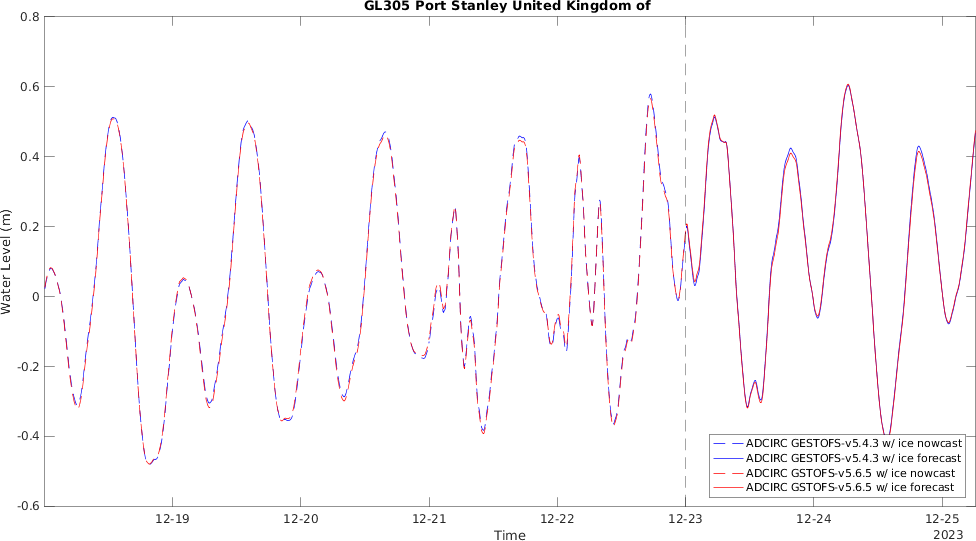 GL305 Port Stanley United Kingdom of
0.8
0.6
0.4
0.2
0
-0.2
-0.4
-0.6
Water Level (m)
12-19
12-20
12-21
12-22
12-23
12-24
12-25
Time
2023
ADCIRC GESTOFS-v5.4.3 w/ ice nowcast
ADCIRC GESTOFS-v5.4.3 w/ ice forecast
ADCIRC GSTOFS-v5.6.5 w/ ice nowcast
ADCIRC GSTOFS-v5.6.5 w/ ice forecast